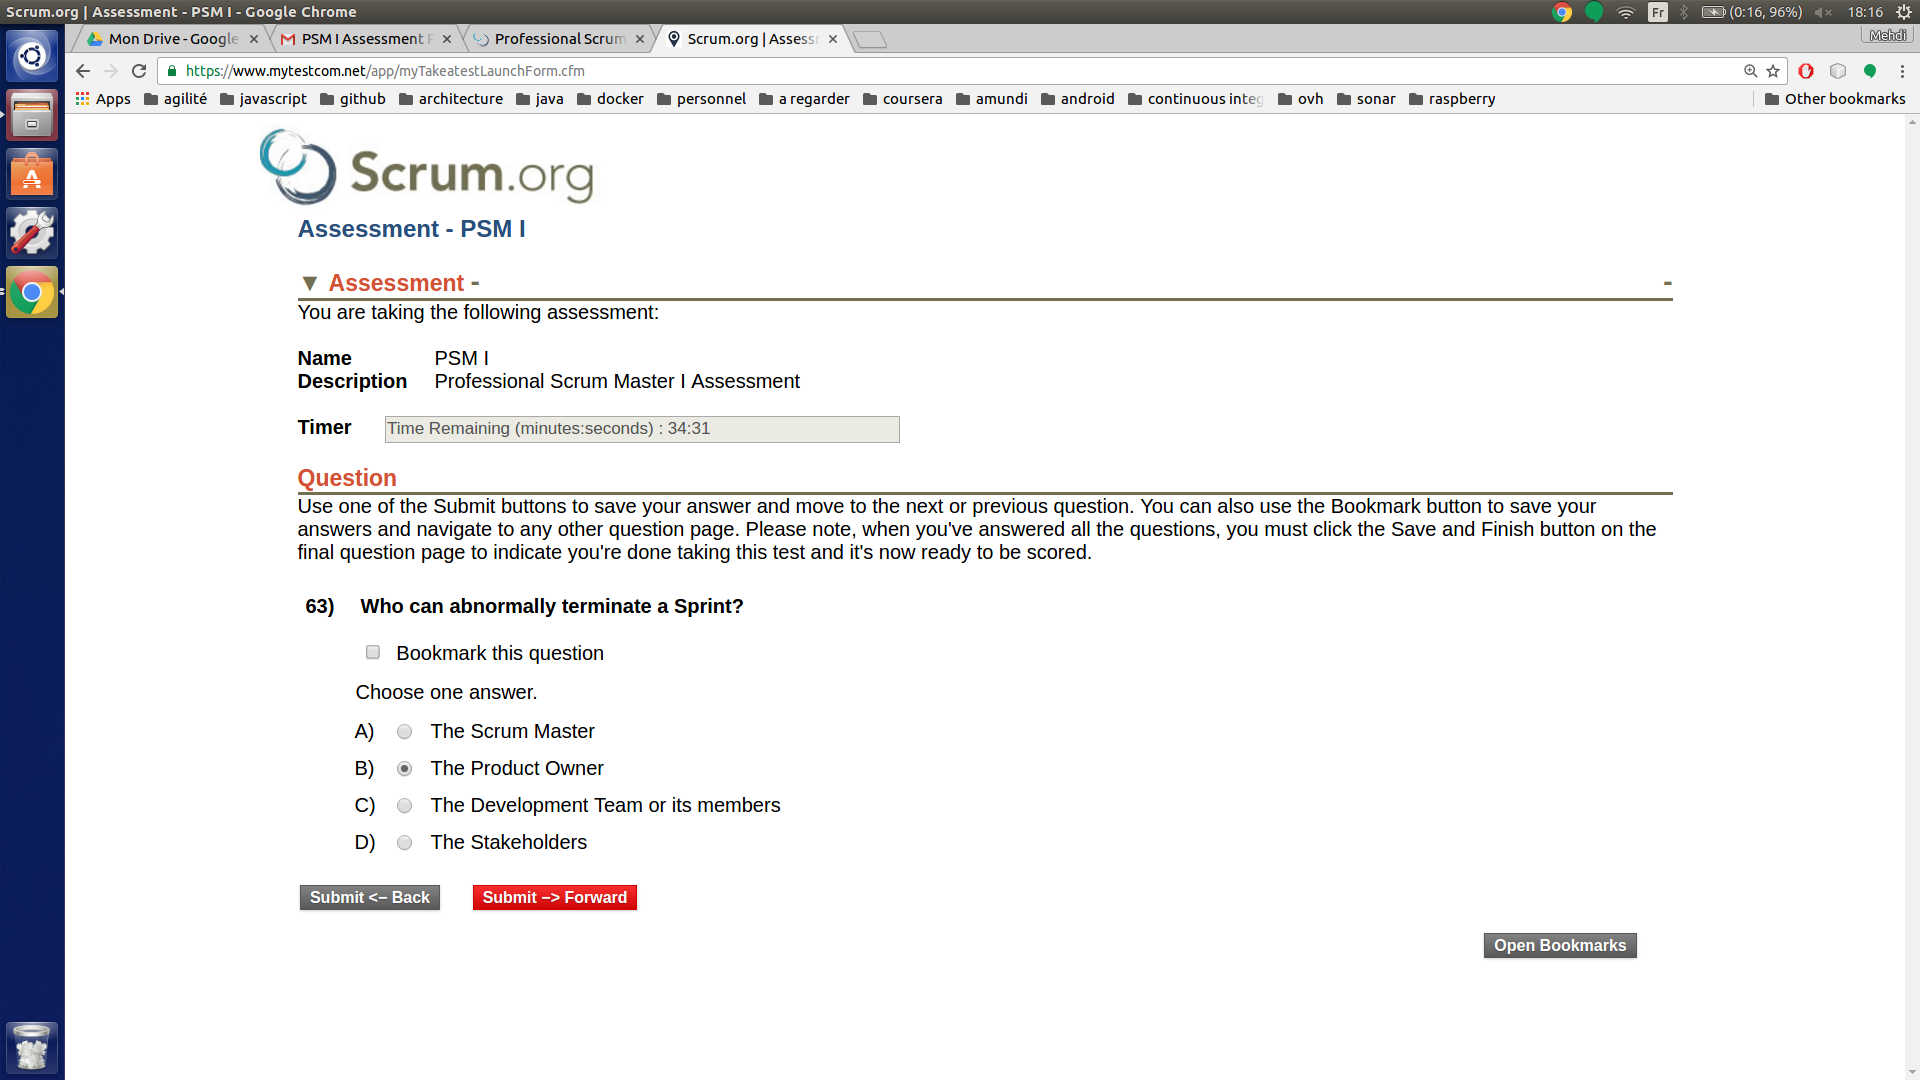 Scrum.org | Assessment - PSM I - Google Chrome
Fr
(0:16, 96%)
18:16
Mon Drive - Google
PSM I Assessment
Professional Scrum
Scrum.org | Assess
Mehdi
https://www.mytestcom.net/app/myTakeatestLaunchForm.cfm
Apps agilité javascript github architecture java docker personnel a regarder coursera amundi android continuous integ ovh sonar raspberry Other bookmarks
Scrum.org
Assessment - PSM I
▼ Assessment - -
You are taking the following assessment:
Name PSM I
Description Professional Scrum Master I Assessment
Timer Time Remaining (minutes:seconds) : 34:31
Question
Use one of the Submit buttons to save your answer and move to the next or previous question. You can also use the Bookmark button to save your
answers and navigate to any other question page. Please note, when you've answered all the questions, you must click the Save and Finish button on the
final question page to indicate you're done taking this test and it's now ready to be scored.
63) Who can abnormally terminate a Sprint?
Bookmark this question
Choose one answer.
A) The Scrum Master
B) The Product Owner
C) The Development Team or its members
D) The Stakeholders
Submit <– Back Submit –> Forward
Open Bookmarks